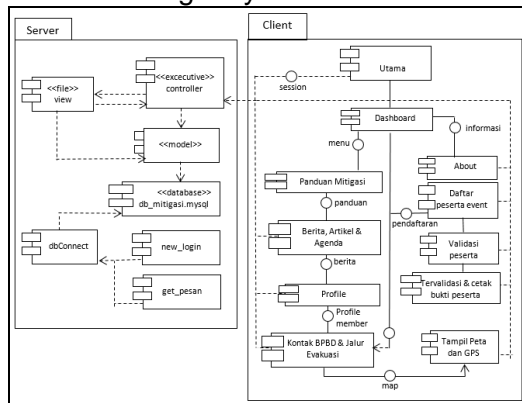 Server
<<file>>
view
<<excecutive>>
controller
<<model>>
<<database>>
db_mitigasi.mysql
dbConnect
new_login
get_pesan
Client
Utama
session
Dashboard
menu
informasi
About
Panduan Mitigasi
panduan
Daftar
peserta event
pendaftaran
Berita, Artikel &
Agenda
berita
Validasi
peserta
Profile
Profile
member
Tervalidasi & cetak
bukti peserta
Kontak BPBD & Jalur
Evakuasi
map
Tampil Peta
dan GPS